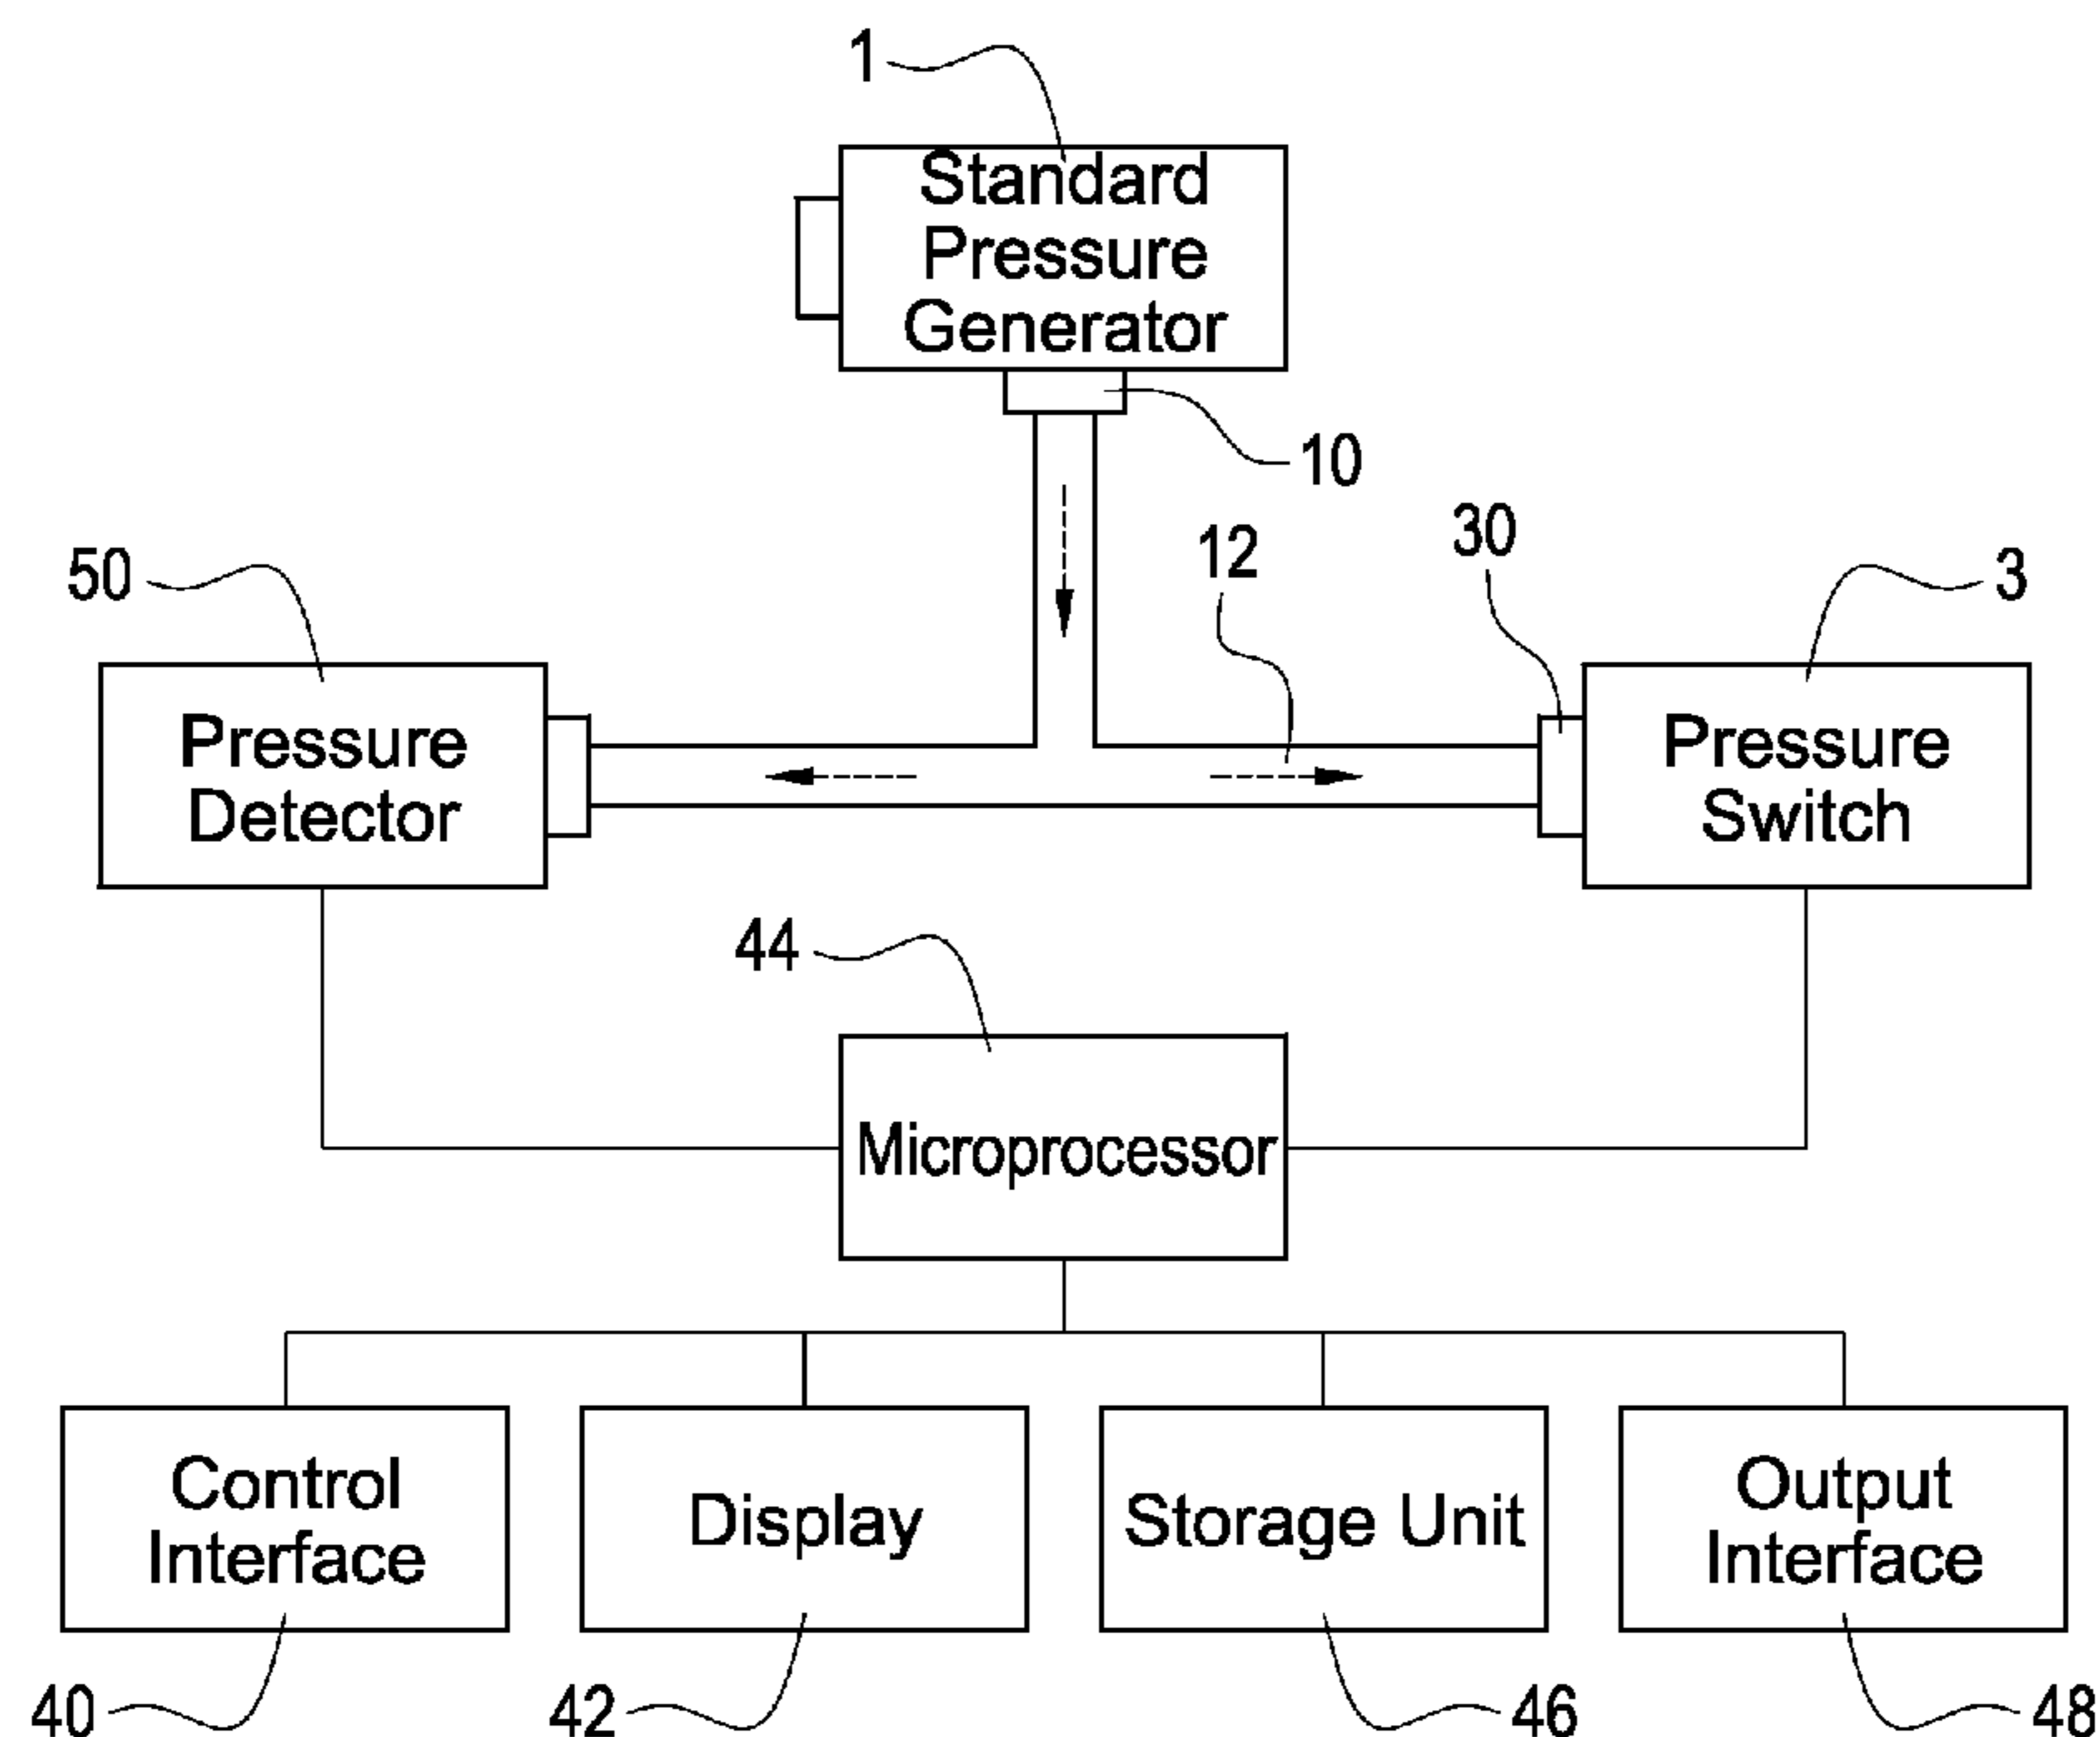 1
Standard
Pressure
Generator
10
12
30
50
3
Pressure
Detector
Pressure
Switch
44
Microprocessor
Control
Interface
Display
Storage Unit
Output
Interface
40
42
46
48